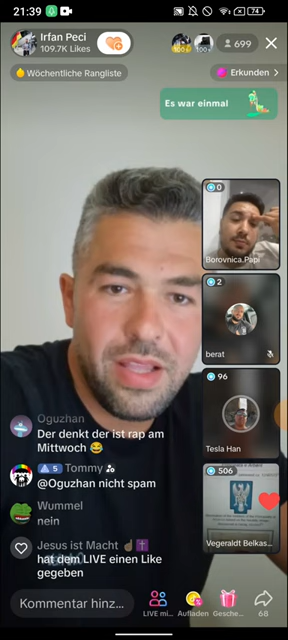 21:39
74
Irfan Peci
109.7K Likes
699
Wöchentliche Rangliste
Erkunden >
Es war einmal
0
Borovnica.Papi
2
berat
96
Tesla Han
506
Vegeraldt Belkas...
Oguzhan
Der denkt der ist rap am
Mittwoch 😂
5 Tommy
@Oguzhan nicht spam
Wummel
nein
Jesus ist Macht ☝🏽✝️
hat dem LIVE einen Like
gegeben
Kommentar hinz...
LIVE mi...
Aufladen
Gesche...
68